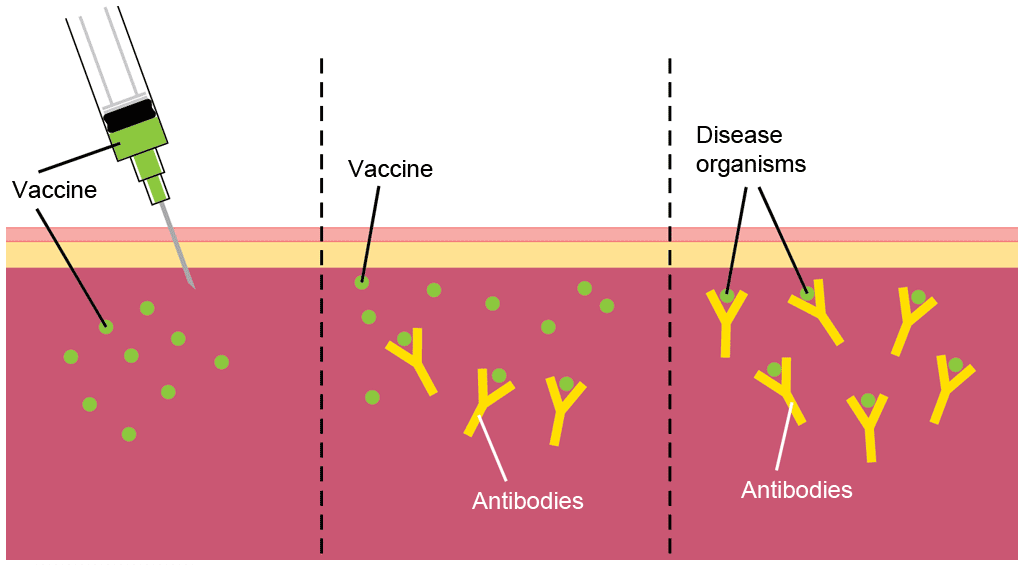 Vaccine
Vaccine
Antibodies
Disease
organisms
Antibodies